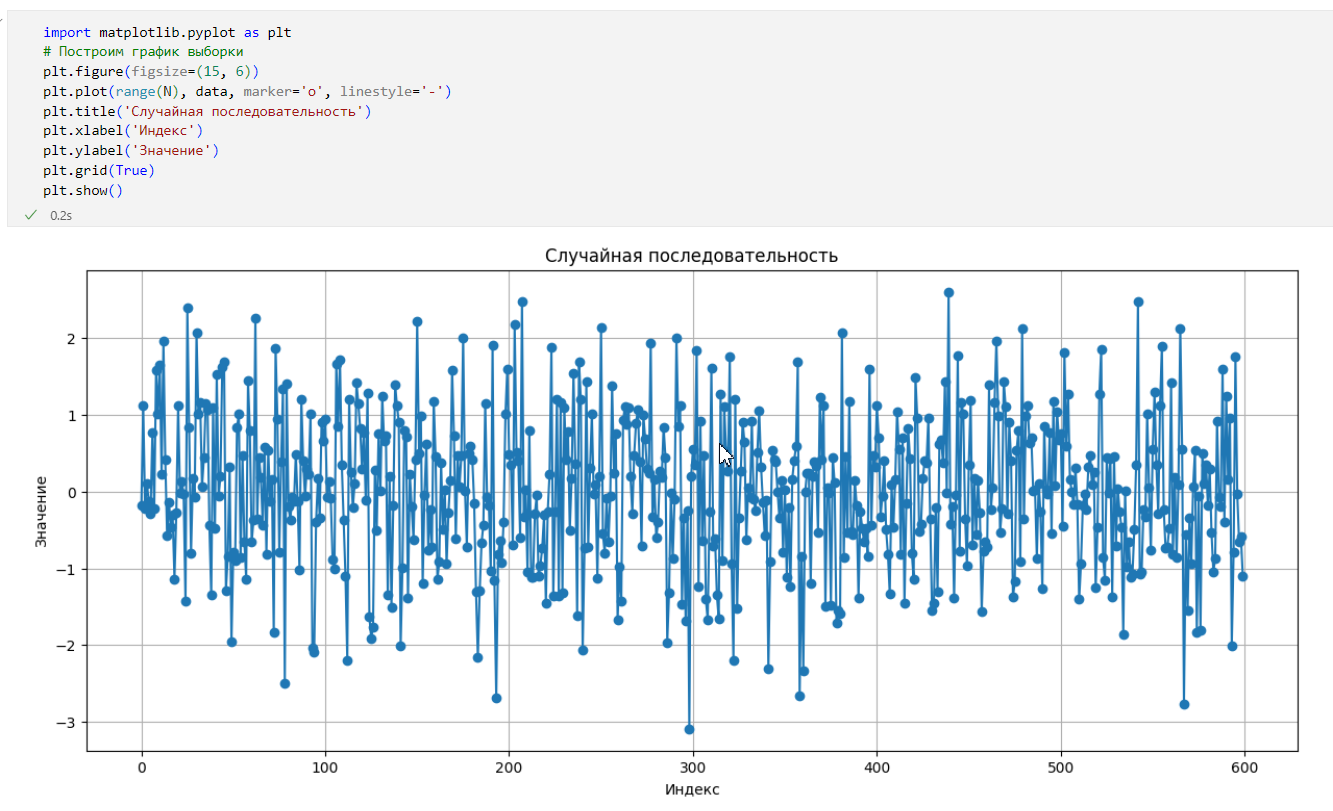 import matplotlib.pyplot as plt
# Построим график выборки
plt.figure(figsize=(15, 6))
plt.plot(range(N), data, marker='o', linestyle='-')
plt.title('Случайная последовательность')
plt.xlabel('Индекс')
plt.ylabel('Значение')
plt.grid(True)
plt.show()
0.2s
Случайная последовательность
Значение
2
1
0
−1
−2
−3
0 100 200 300 400 500 600
Индекс